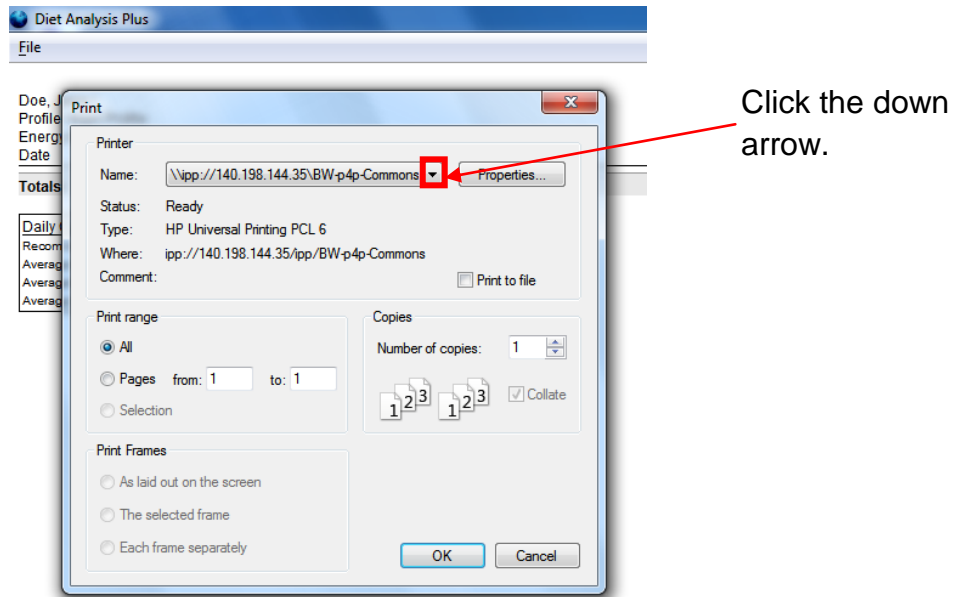 Diet Analysis Plus
File
Doe, J
Profile
Energy
Date
Totals
Daily
Recom
Averag
Averag
Averag
Print
Printer
Name: \\ipp://140.198.144.35\BW-p4p-Commons Properties...
Status: Ready
Type: HP Universal Printing PCL 6
Where: ipp://140.198.144.35/ipp/BW-p4p-Commons
Comment: Print to file
Print range
All
Pages from: 1 to: 1
Selection
Copies
Number of copies: 1
1 2 3 1 2 3 Collate
Print Frames
As laid out on the screen
The selected frame
Each frame separately
OK Cancel
Click the down
arrow.